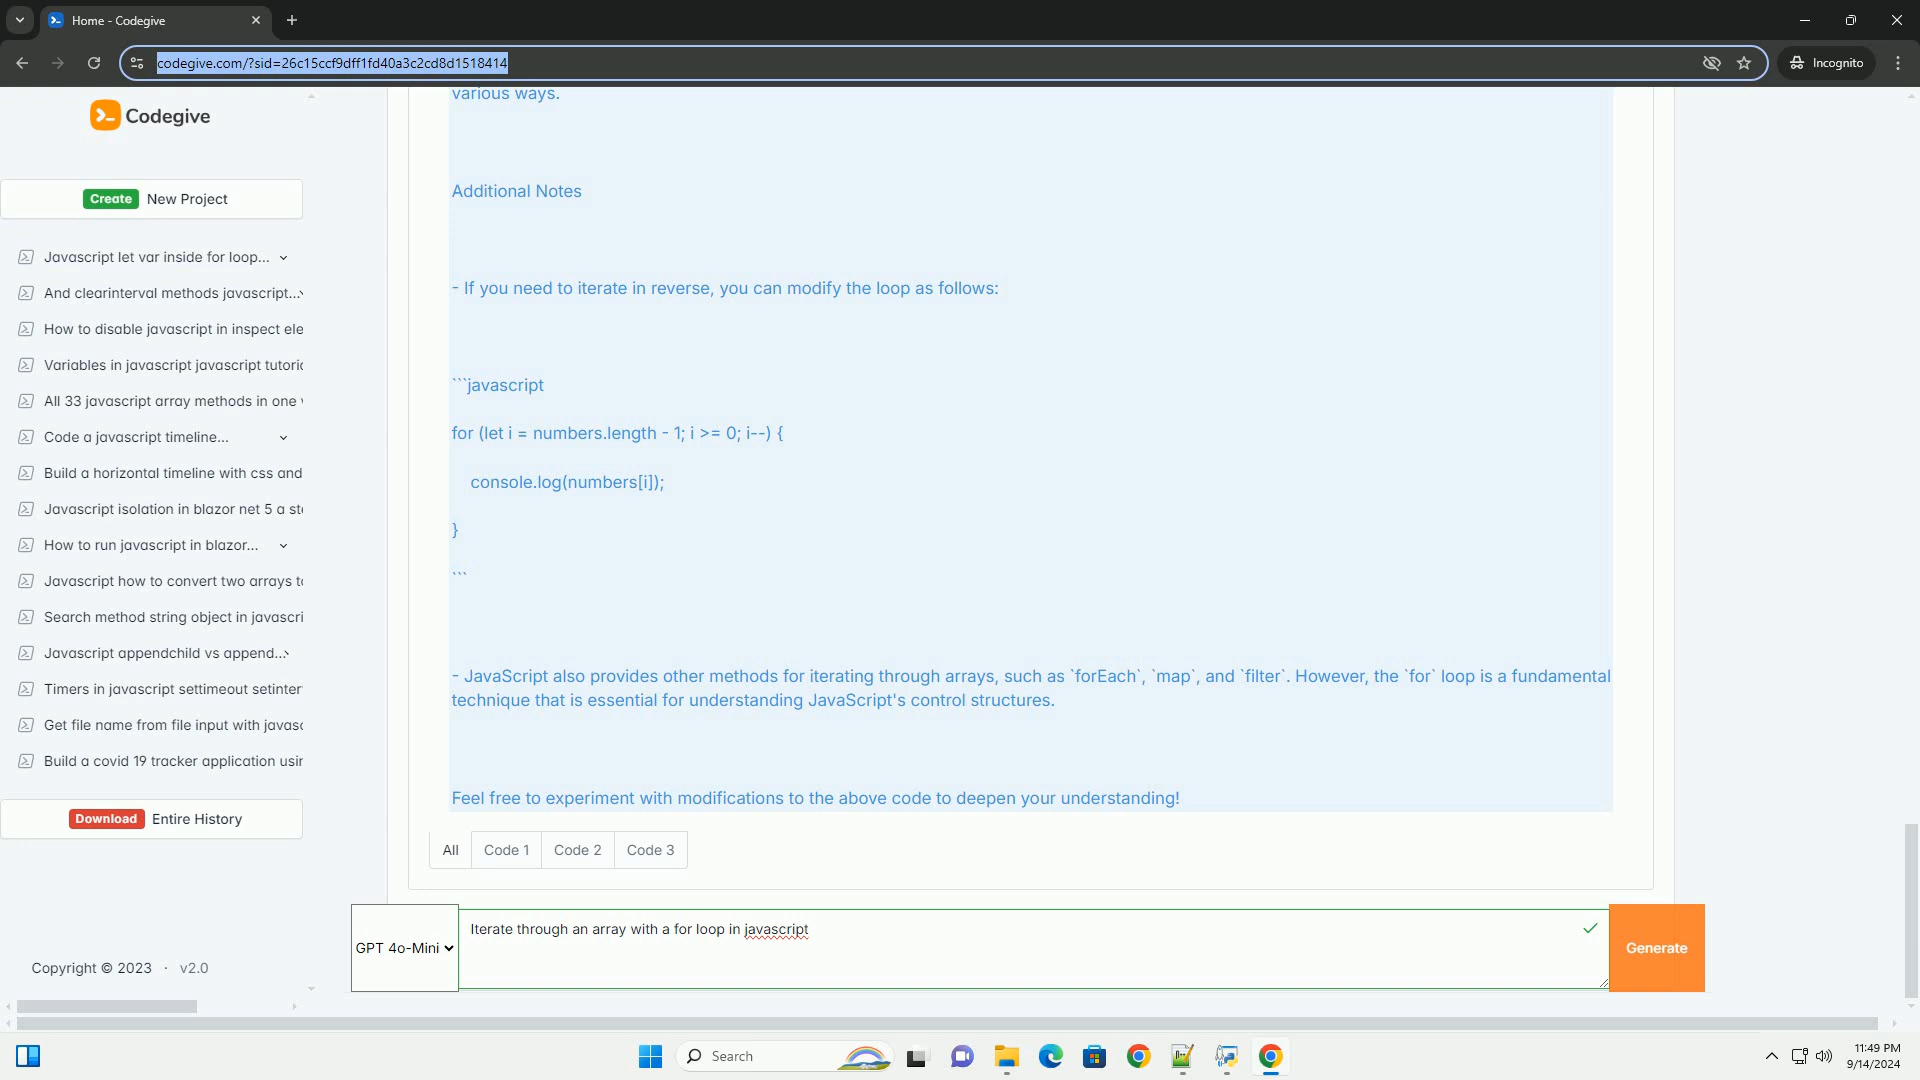 Home - Codegive
codegive.com/?sid=26c15ccf9dff1fd40a3c2cd8d1518414
Incognito
Codegive
Create New Project
Javascript let var inside for loop...
And clearinterval methods javascript...
How to disable javascript in inspect ele
Variables in javascript javascript tutoria
All 33 javascript array methods in one
Code a javascript timeline...
Build a horizontal timeline with css and
Javascript isolation in blazor net 5 a ste
How to run javascript in blazor...
Javascript how to convert two arrays to
Search method string object in javascri
Javascript appendchild vs append...
Timers in javascript settimeout setinter
Get file name from file input with javasc
Build a covid 19 tracker application usin
Download Entire History
Copyright © 2023 · v2.0
various ways.
Additional Notes
- If you need to iterate in reverse, you can modify the loop as follows:
```javascript
for (let i = numbers.length - 1; i >= 0; i--) {
console.log(numbers[i]);
}
```
- JavaScript also provides other methods for iterating through arrays, such as `forEach`, `map`, and `filter`. However, the `for` loop is a fundamental
technique that is essential for understanding JavaScript's control structures.
Feel free to experiment with modifications to the above code to deepen your understanding!
All Code 1 Code 2 Code 3
GPT 4o-Mini
Iterate through an array with a for loop in javascript
Generate
Search
11:49 PM
9/14/2024